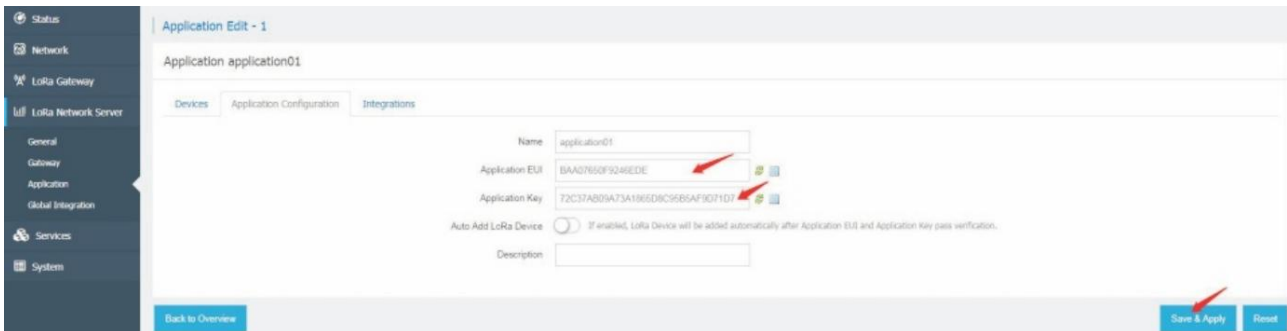 Status
Network
LoRa Gateway
LoRa Network Server
General
Gateway
Application
Global Integration
Services
System
Application Edit - 1
Application application01
Devices Application Configuration Integrations
Name application01
Application EUI BAA07650F9246EDE
Application Key 72C37AB09A73A1865D8C95B5AF9D71D7
Auto Add LoRa Device If enabled, LoRa Device will be added automatically after Application EUI and Application Key pass verification.
Description
Back to Overview Save & Apply Reset